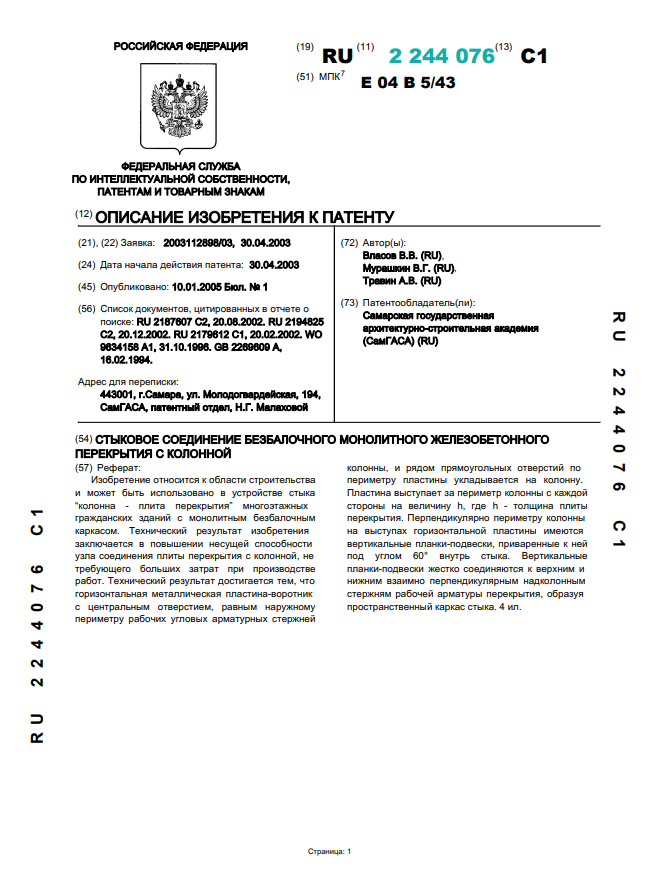 РОССИЙСКАЯ ФЕДЕРАЦИЯ
ФЕДЕРАЛЬНАЯ СЛУЖБА
ПО ИНТЕЛЛЕКТУАЛЬНОЙ СОБСТВЕННОСТИ,
ПАТЕНТАМ И ТОВАРНЫМ ЗНАКАМ
(19) RU (11) 2 244 076 (13) C1
(51) МПК7 E 04 B 5/43
(12) ОПИСАНИЕ ИЗОБРЕТЕНИЯ К ПАТЕНТУ
(21), (22) Заявка: 2003112898/03, 30.04.2003
(24) Дата начала действия патента: 30.04.2003
(45) Опубликовано: 10.01.2005 Бюл. № 1
(56) Список документов, цитированных в отчете о
поиске: RU 2187607 C2, 20.08.2002. RU 2194825
C2, 20.12.2002. RU 2179612 C1, 20.02.2002. WO
9634158 A1, 31.10.1996. GB 2269609 A,
16.02.1994.
Адрес для переписки:
443001, г.Самара, ул. Молодогвардейская, 194,
СамГАСА, патентный отдел, Н.Г. Малаховой
(72) Автор(ы):
Власов В.В. (RU),
Мурашкин В.Г. (RU),
Травин А.В. (RU)
(73) Патентообладатель(ли):
Самарская государственная
архитектурно-строительная академия
(СамГАСА) (RU)
(54) СТЫКОВОЕ СОЕДИНЕНИЕ БЕЗБАЛОЧНОГО МОНОЛИТНОГО ЖЕЛЕЗОБЕТОННОГО
ПЕРЕКРЫТИЯ С КОЛОННОЙ
(57) Реферат:
Изобретение относится к области строительства
и может быть использовано в устройстве стыка
"колонна - плита перекрытия" многоэтажных
гражданских зданий с монолитным безбалочным
каркасом. Технический результат изобретения
заключается в повышении несущей способности
узла соединения плиты перекрытия с колонной, не
требующего больших затрат при производстве
работ. Технический результат достигается тем, что
горизонтальная металлическая пластина-воротник
с центральным отверстием, равным наружному
периметру рабочих угловых арматурных стержней
колонны, и рядом прямоугольных отверстий по
периметру пластины укладывается на колонну.
Пластина выступает за периметр колонны с каждой
стороны на величину h, где h - толщина плиты
перекрытия. Перпендикулярно периметру колонны
на выступах горизонтальной пластины имеются
вертикальные планки-подвески, приваренные к ней
под углом 60° внутрь стыка. Вертикальные
планки-подвески жестко соединяются к верхним и
нижним взаимно перпендикулярным надколонным
стержням рабочей арматуры перекрытия, образуя
пространственный каркас стыка. 4 ил.
RU 2244076 C1
RU 2244076 C1
Страница: 1